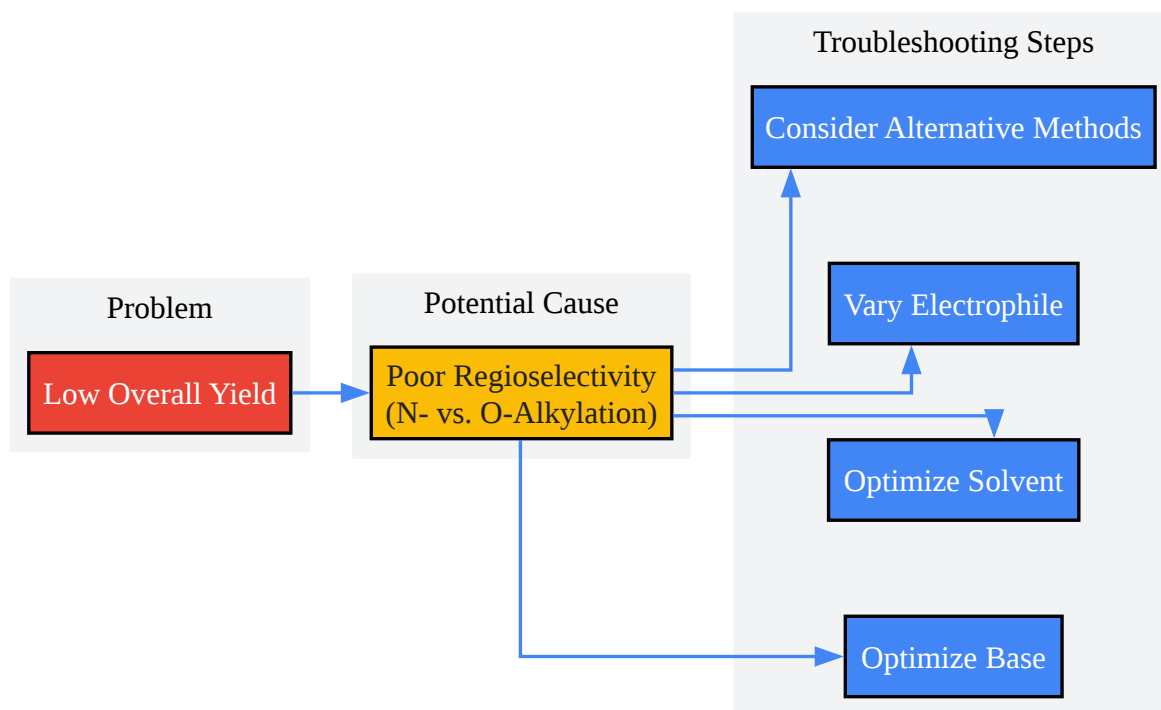 Problem
Low Overall Yield
Potential Cause
Poor Regioselectivity
(N- vs. O-Alkylation)
Troubleshooting Steps
Consider Alternative Methods
Vary Electrophile
Optimize Solvent
Optimize Base